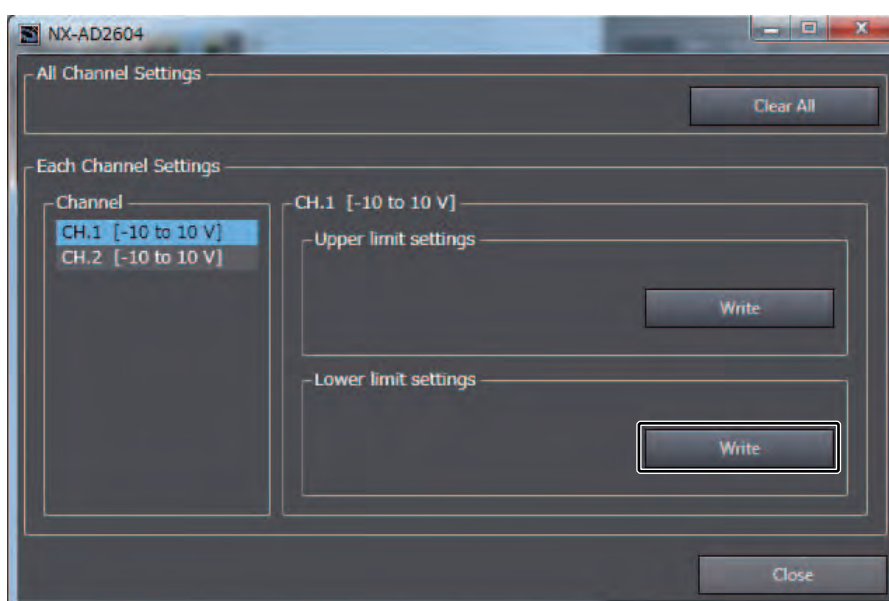 NX-AD2604
All Channel Settings
Clear All
Each Channel Settings
Channel
CH.1 [-10 to 10 V]
CH.2 [-10 to 10 V]
CH.1 [-10 to 10 V]
Upper limit settings
Write
Lower limit settings
Write
Close